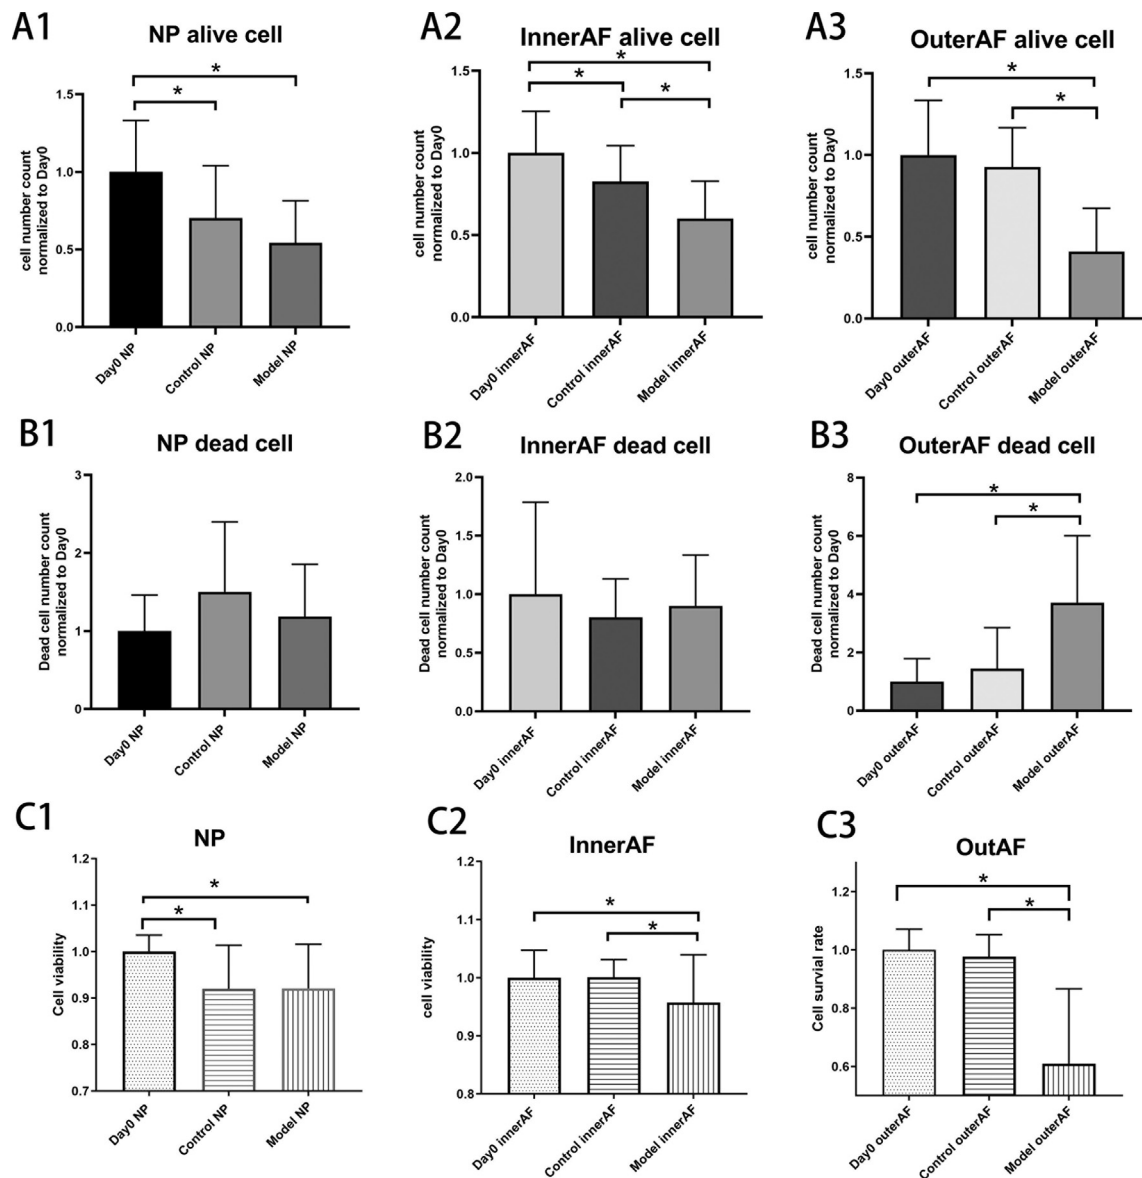 A1
NP alive cell
*
*
cell number count
normalized to Day0
1.5
1.0
0.5
0.0
Day0 NP
Control NP
Model NP
A2
InnerAF alive cell
*
*
*
cell number count
normalized to Day0
1.5
1.0
0.5
0.0
Day0 innerAF
Control innerAF
Model innerAF
A3
OuterAF alive cell
*
*
cell number count
normalized to Day0
1.5
1.0
0.5
0.0
Day0 outerAF
Control outerAF
Model outerAF
B1
NP dead cell
Dead cell number count
normalized to Day0
3
2
1
0
Day0 NP
Control NP
Model NP
B2
InnerAF dead cell
Dead cell number count
normalized to Day0
2.0
1.5
1.0
0.5
0.0
Day0 innerAF
Control innerAF
Model innerAF
B3
OuterAF dead cell
*
*
Dead cell number count
normalized to Day0
8
6
4
2
0
Day0 outerAF
Control outerAF
Model outerAF
C1
NP
*
*
Cell viability
1.2
1.1
1.0
0.9
0.8
0.7
Day0 NP
Control NP
Model NP
C2
InnerAF
*
*
cell viability
1.2
1.1
1.0
0.9
0.8
Day0 innerAF
Control innerAF
Model innerAF
C3
OutAF
*
*
Cell survial rate
1.2
1.0
0.8
0.6
Day0 outerAF
Control outerAF
Model outerAF